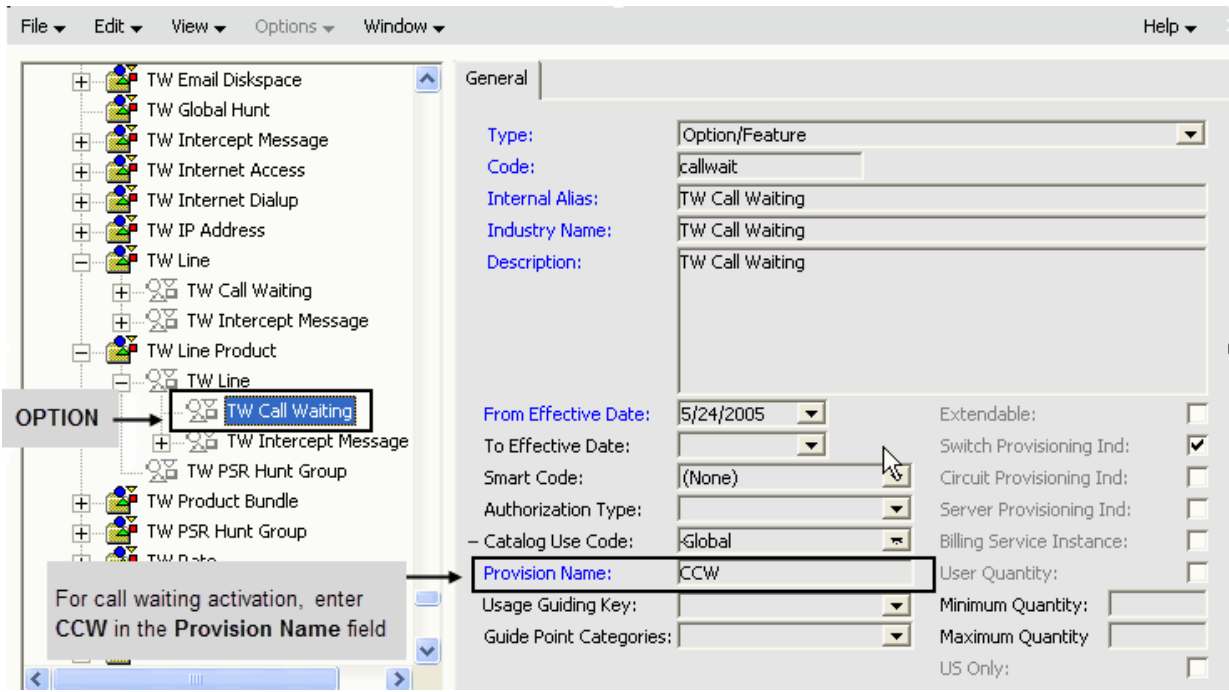 File Edit View Options Window Help
TW Email Diskspace
TW Global Hunt
TW Intercept Message
TW Internet Access
TW Internet Dialup
TW IP Address
TW Line
TW Call Waiting
TW Intercept Message
TW Line Product
TW Line
OPTION
TW Call Waiting
TW Intercept Message
TW PSR Hunt Group
TW Product Bundle
TW PSR Hunt Group
For call waiting activation, enter
CCW in the Provision Name field
General
Type: Option/Feature
Code: callwait
Internal Alias: TW Call Waiting
Industry Name: TW Call Waiting
Description: TW Call Waiting
From Effective Date: 5/24/2005
To Effective Date:
Smart Code: (None)
Authorization Type:
Catalog Use Code: Global
Provision Name: CCW
Usage Guiding Key:
Guide Point Categories:
Extendable:
Switch Provisioning Ind:
Circuit Provisioning Ind:
Server Provisioning Ind:
Billing Service Instance:
User Quantity:
Minimum Quantity:
Maximum Quantity
US Only: